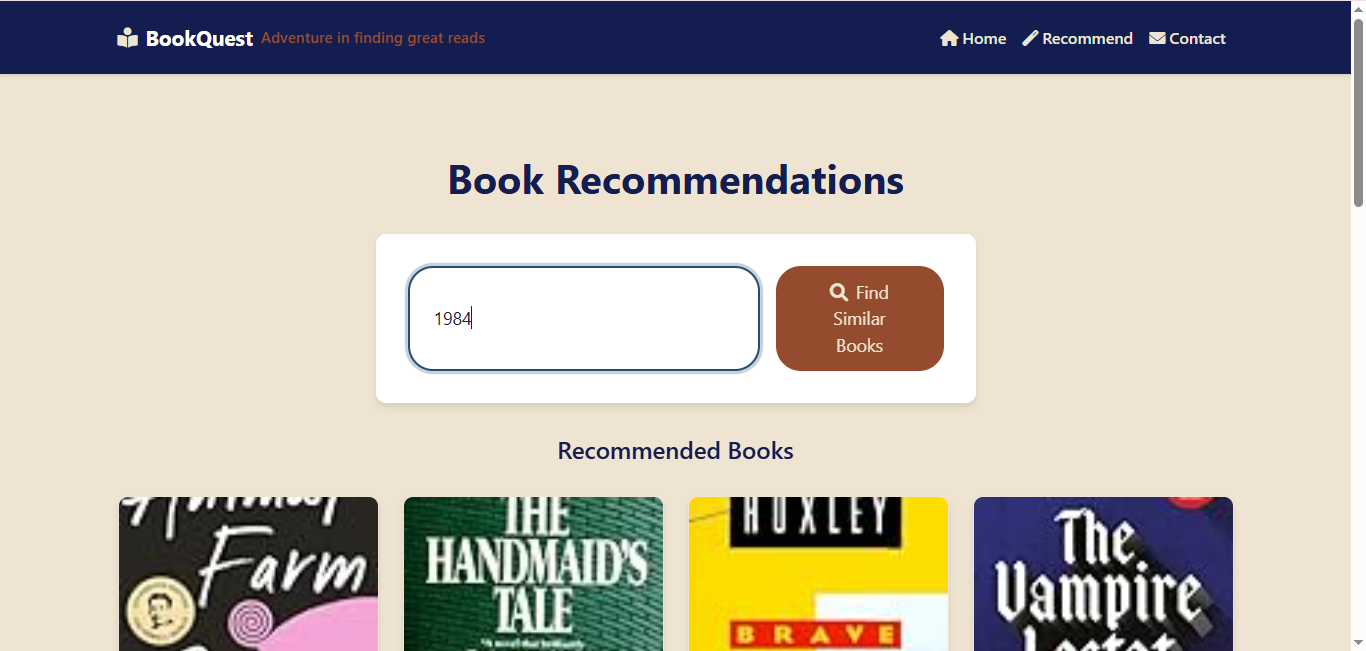 BookQuest Adventure in finding great reads
Home Recommend Contact
Book Recommendations
1984
Find
Similar
Books
Recommended Books
Animal
Farm
THE
HANDMAID'S
TALE
"A novel that brilliantly
HUXLEY
BRAVE
The
Vampire
Lestat